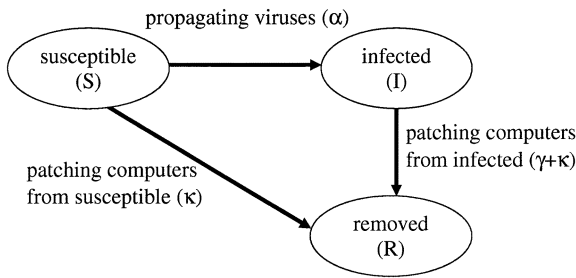 propagating viruses (α)
susceptible
(S)
infected
(I)
patching computers
from infected (γ+κ)
patching computers
from susceptible (κ)
removed
(R)